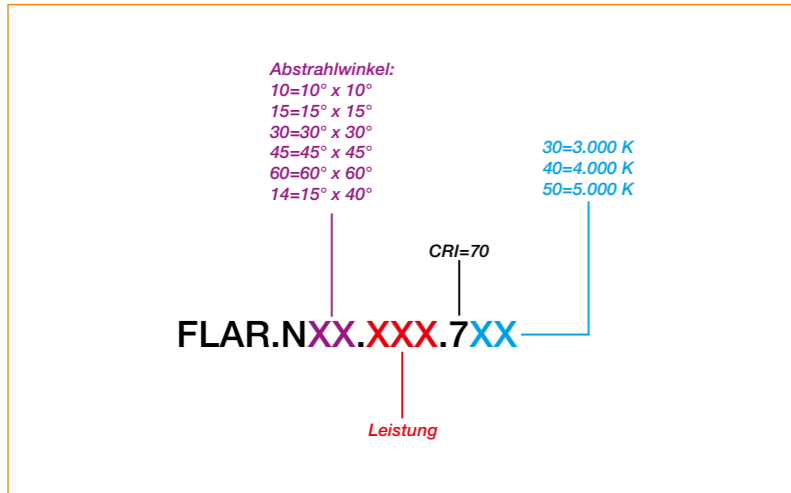 Abstrahlwinkel:
10=10° x 10°
15=15° x 15°
30=30° x 30°
45=45° x 45°
60=60° x 60°
14=15° x 40°
30=3.000 K
40=4.000 K
50=5.000 K
CRI=70
FLAR.NXX.XXX.7XX
Leistung